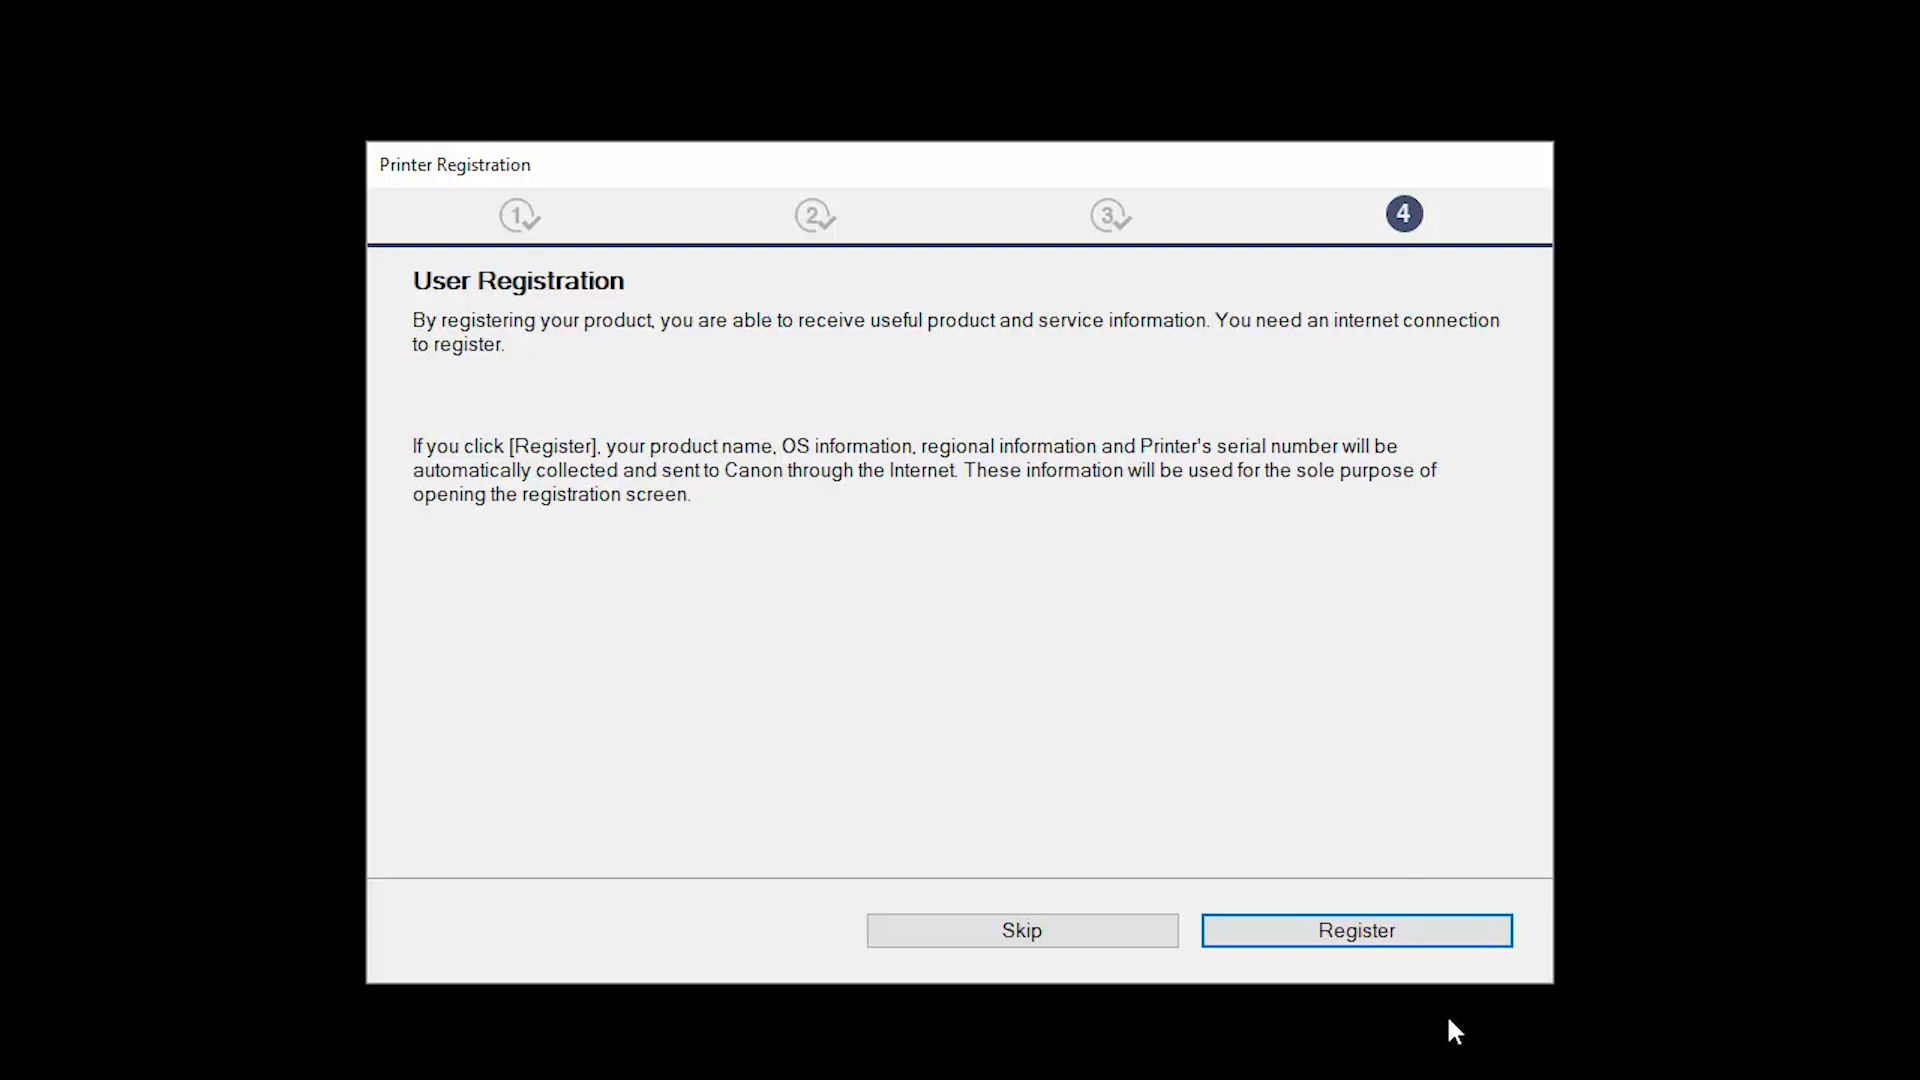 Printer Registration
1 2 3 4
User Registration
By registering your product, you are able to receive useful product and service information. You need an internet connection
to register.
If you click [Register], your product name, OS information, regional information and Printer's serial number will be
automatically collected and sent to Canon through the Internet. These information will be used for the sole purpose of
opening the registration screen.
Skip Register